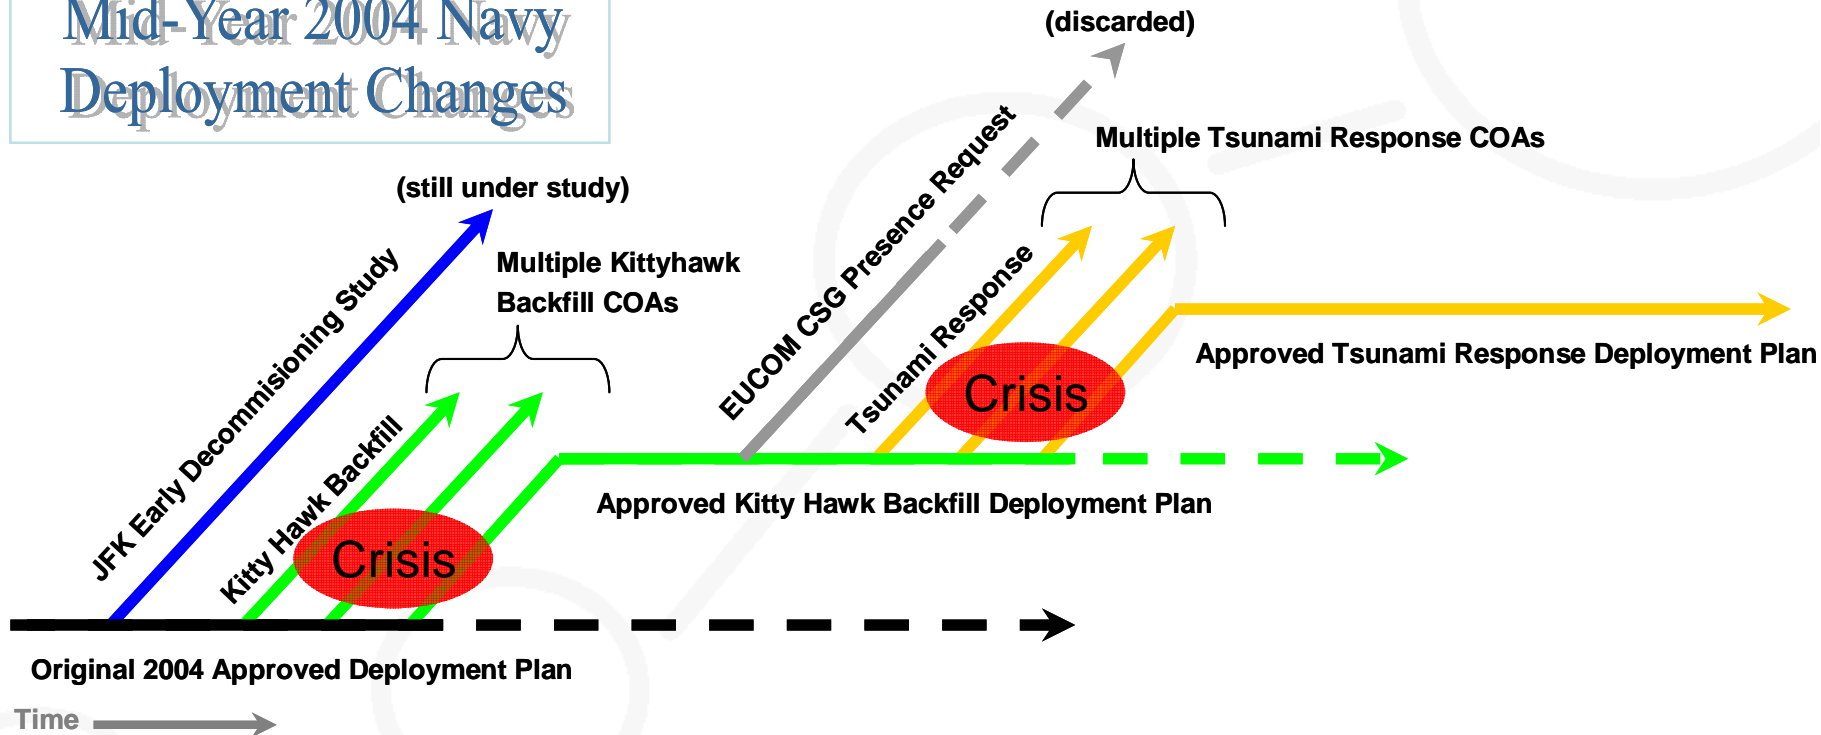 Mid-Year 2004 Navy
Deployment Changes
(discarded)
Multiple Tsunami Response COAs
(still under study)
Multiple Kittyhawk
Backfill COAs
JFK Early Decommisioning Study
Kitty Hawk Backfill
EUCOM CSG Presence Request
Tsunami Response
Crisis
Approved Tsunami Response Deployment Plan
Approved Kitty Hawk Backfill Deployment Plan
Crisis
Original 2004 Approved Deployment Plan
Time